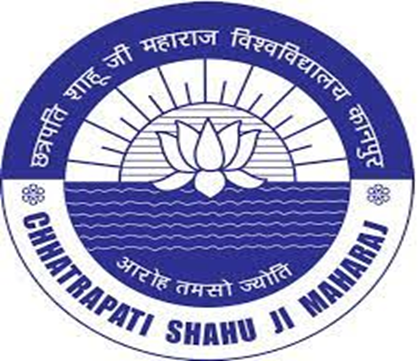 छत्रपति शाहू जी महाराज विश्वविद्यालय कानपुर
आरोह तमसो ज्योति
CHHATRAPATI SHAHU JI MAHARAJ